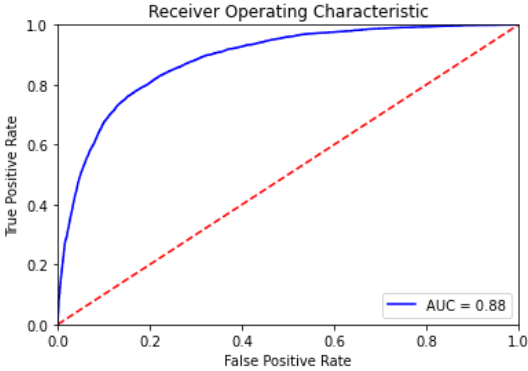 Receiver Operating Characteristic
1.0
0.8
0.6
0.4
0.2
0.0
True Positive Rate
AUC = 0.88
0.0 0.2 0.4 0.6 0.8 1.0
False Positive Rate